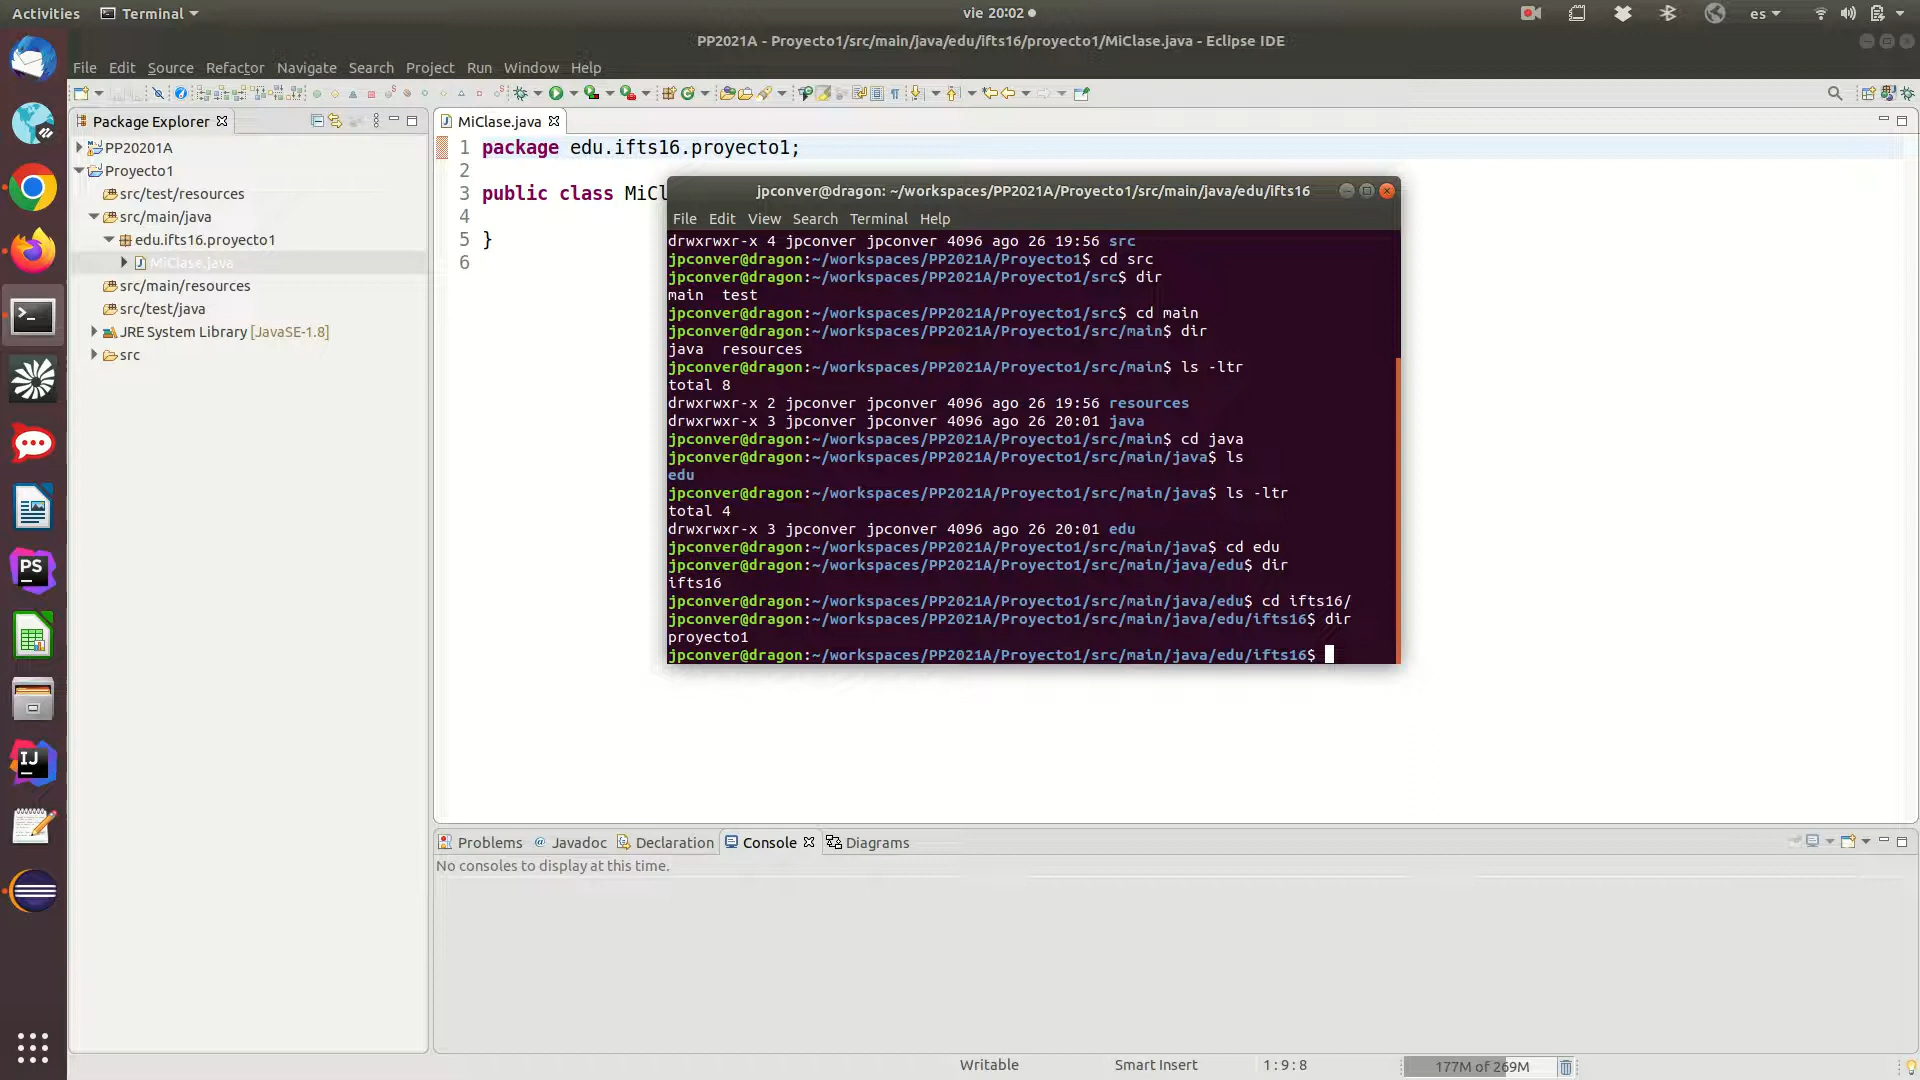 Activities Terminal vie 20:02 es
PP2021A - Proyecto1/src/main/java/edu/ifts16/proyecto1/MiClase.java - Eclipse IDE
File Edit Source Refactor Navigate Search Project Run Window Help
Package Explorer
PP20201A
Proyecto1
src/test/resources
src/main/java
edu.ifts16.proyecto1
MiClase.java
src/main/resources
src/test/java
JRE System Library [JavaSE-1.8]
src
MiClase.java
1 package edu.ifts16.proyecto1;
2
3 public class MiCl
4
5 }
6
jpconver@dragon: ~/workspaces/PP2021A/Proyecto1/src/main/java/edu/ifts16
File Edit View Search Terminal Help
drwxrwxr-x 4 jpconver jpconver 4096 ago 26 19:56 src
jpconver@dragon:~/workspaces/PP2021A/Proyecto1$ cd src
jpconver@dragon:~/workspaces/PP2021A/Proyecto1/src$ dir
main test
jpconver@dragon:~/workspaces/PP2021A/Proyecto1/src$ cd main
jpconver@dragon:~/workspaces/PP2021A/Proyecto1/src/main$ dir
java resources
jpconver@dragon:~/workspaces/PP2021A/Proyecto1/src/main$ ls -ltr
total 8
drwxrwxr-x 2 jpconver jpconver 4096 ago 26 19:56 resources
drwxrwxr-x 3 jpconver jpconver 4096 ago 26 20:01 java
jpconver@dragon:~/workspaces/PP2021A/Proyecto1/src/main$ cd java
jpconver@dragon:~/workspaces/PP2021A/Proyecto1/src/main/java$ ls
edu
jpconver@dragon:~/workspaces/PP2021A/Proyecto1/src/main/java$ ls -ltr
total 4
drwxrwxr-x 3 jpconver jpconver 4096 ago 26 20:01 edu
jpconver@dragon:~/workspaces/PP2021A/Proyecto1/src/main/java$ cd edu
jpconver@dragon:~/workspaces/PP2021A/Proyecto1/src/main/java/edu$ dir
ifts16
jpconver@dragon:~/workspaces/PP2021A/Proyecto1/src/main/java/edu$ cd ifts16/
jpconver@dragon:~/workspaces/PP2021A/Proyecto1/src/main/java/edu/ifts16$ dir
proyecto1
jpconver@dragon:~/workspaces/PP2021A/Proyecto1/src/main/java/edu/ifts16$
PS
IJ
Problems @ Javadoc Declaration Console Diagrams
No consoles to display at this time.
Writable Smart Insert 1 : 9 : 8 177M of 269M